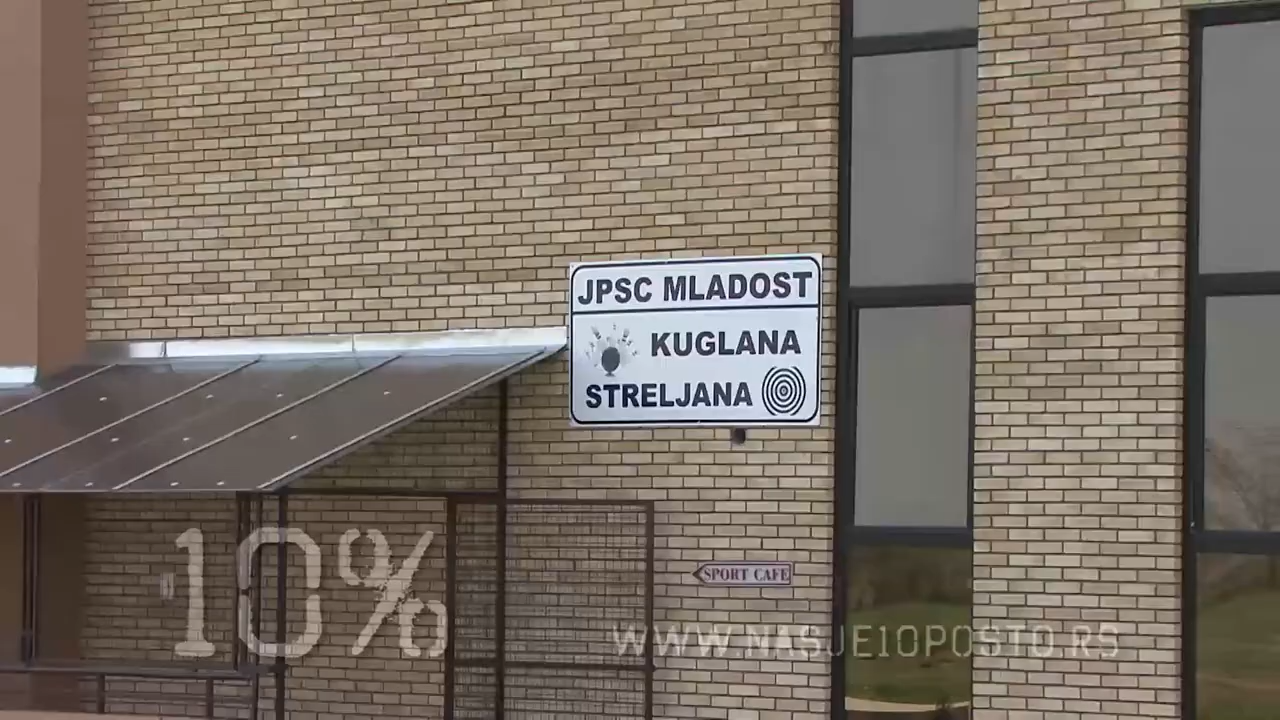 JPSC MLADOST
KUGLANA
STRELJANA
SPORT CAFE
10%
WWW.NASJE10POSTO.RS